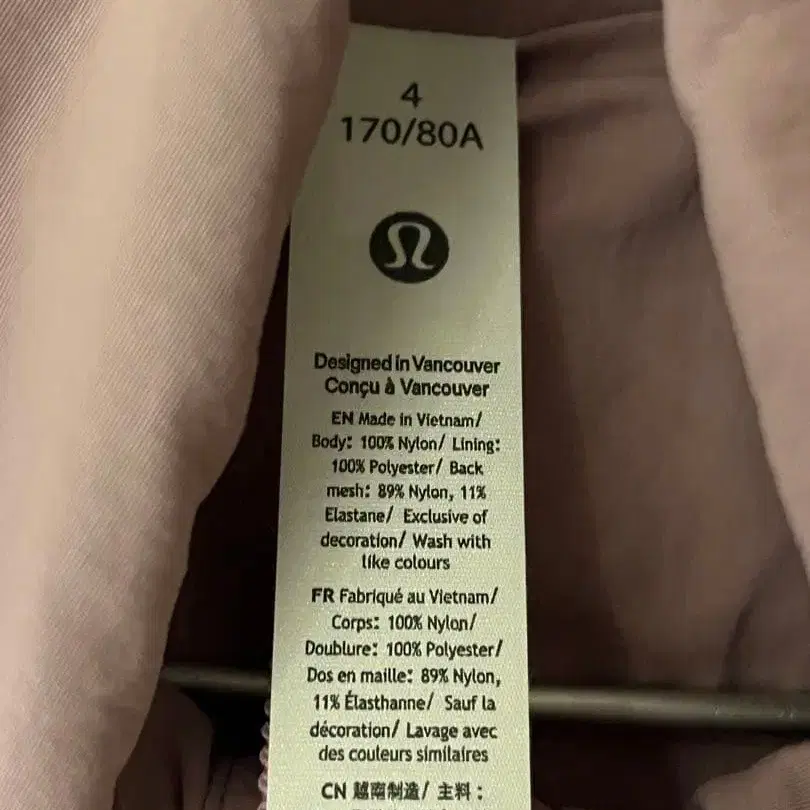 4
170/80A
Designed in Vancouver
Conçu à Vancouver
EN Made in Vietnam/
Body: 100% Nylon/ Lining:
100% Polyester/ Back
mesh: 89% Nylon, 11%
Elastane/ Exclusive of
decoration/ Wash with
like colours
FR Fabriqué au Vietnam/
Corps: 100% Nylon/
Doublure: 100% Polyester/
Dos en maille: 89% Nylon,
11% Élasthanne/ Sauf la
décoration/ Lavage avec
des couleurs similaires
CN 越南制造/ 主料：